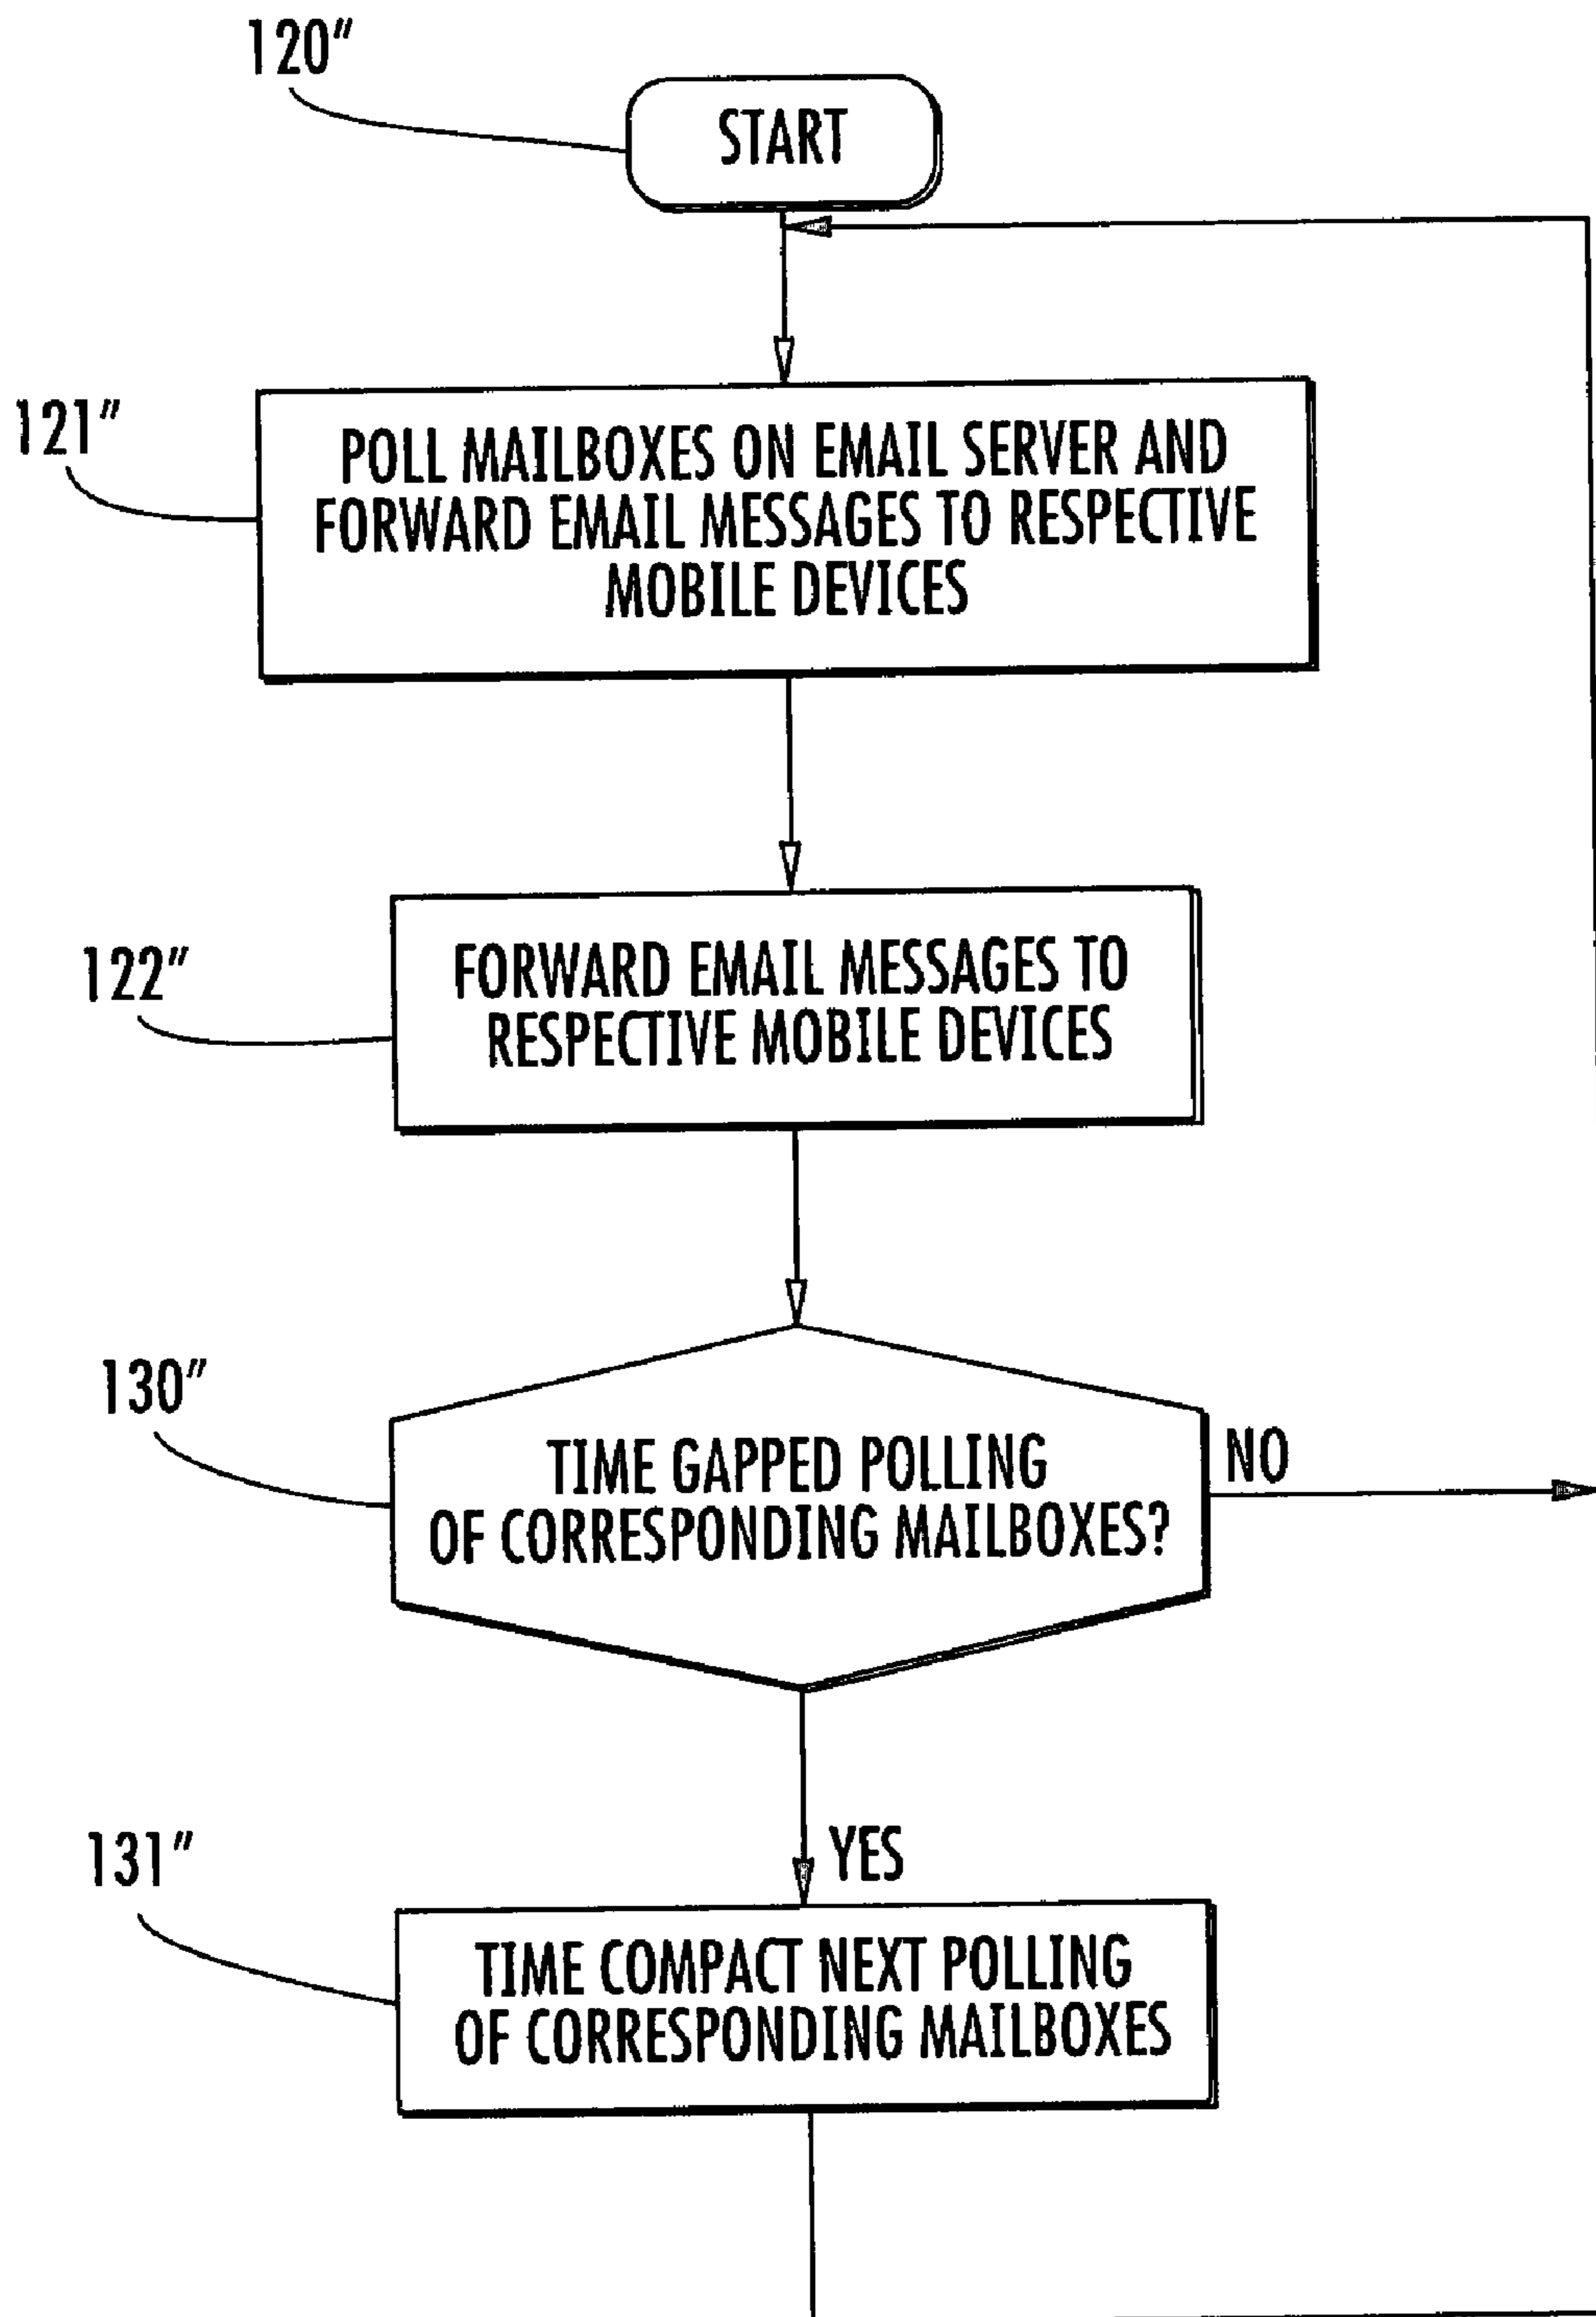 120"
START
121"
POLL MAILBOXES ON EMAIL SERVER AND
FORWARD EMAIL MESSAGES TO RESPECTIVE
MOBILE DEVICES
122"
FORWARD EMAIL MESSAGES TO
RESPECTIVE MOBILE DEVICES
130"
TIME GAPPED POLLING
OF CORRESPONDING MAILBOXES?
NO
YES
131"
TIME COMPACT NEXT POLLING
OF CORRESPONDING MAILBOXES